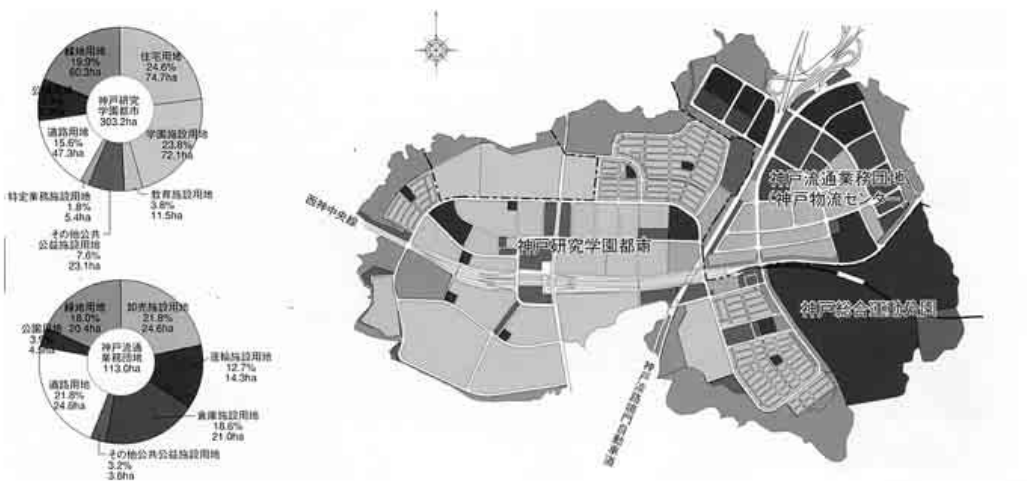 緑地用地
19.9%
60.3ha
住宅用地
24.6%
74.7ha
神戸研究
学園都市
303.2ha
道路用地
15.6%
47.3ha
学園施設用地
23.8%
72.1ha
特定業務施設用地
1.8%
5.4ha
教育施設用地
3.8%
11.5ha
その他公共
公益施設用地
7.6%
23.1ha
緑地用地
18.0%
20.4ha
卸売施設用地
21.8%
24.6ha
公園用地
神戸流通
業務団地
113.0ha
運輸施設用地
12.7%
14.3ha
道路用地
21.8%
24.6ha
倉庫施設用地
18.6%
21.0ha
その他公共公益施設用地
3.2%
3.6ha
西神中央線
神戸研究学園都市
神戸流通業務団地
神戸物流センター
神戸総合運動公園
神戸淡路鳴門自動車道